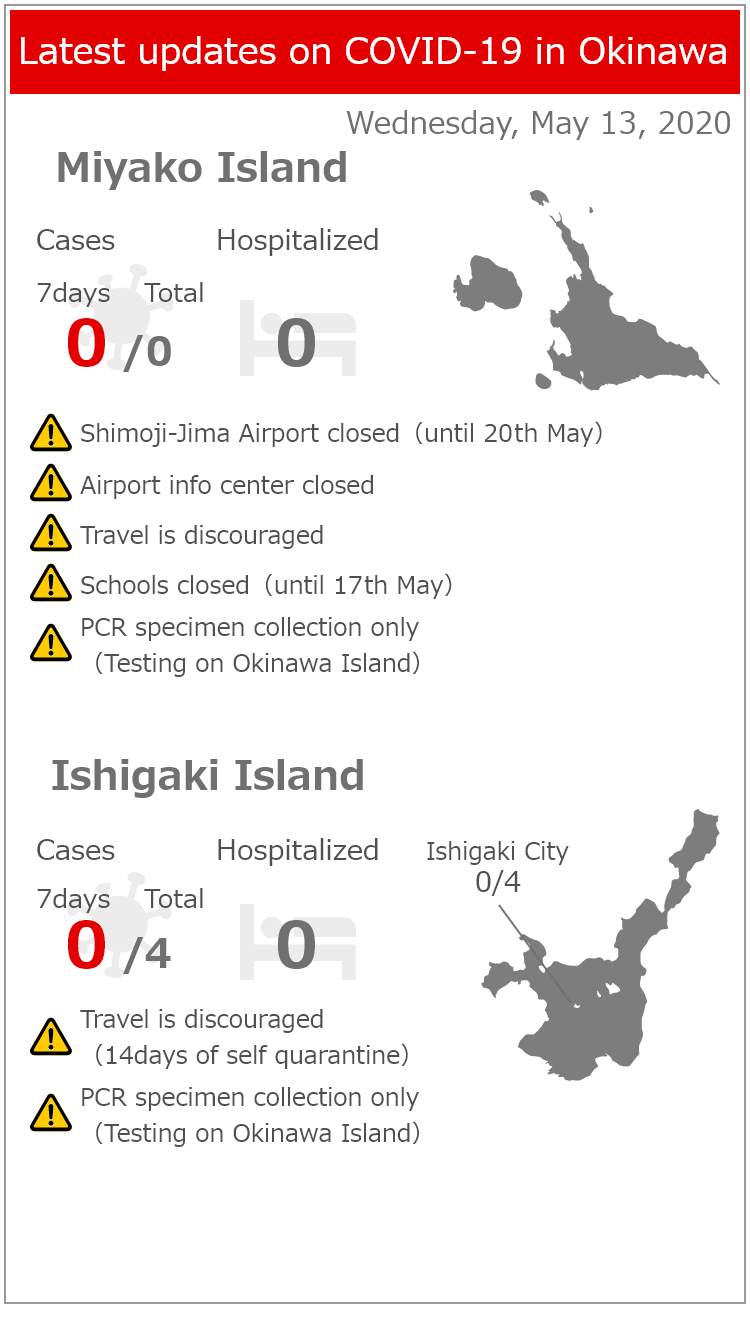 Latest updates on COVID-19 in Okinawa
Wednesday, May 13, 2020
Miyako Island
Cases
Hospitalized
7days
Total
0 /0
0
Shimoji-Jima Airport closed（until 20th May）
Airport info center closed
Travel is discouraged
Schools closed（until 17th May）
PCR specimen collection only
（Testing on Okinawa Island）
Ishigaki Island
Cases
Hospitalized
7days
Total
0 /4
0
Ishigaki City
0/4
Travel is discouraged
（14days of self quarantine）
PCR specimen collection only
（Testing on Okinawa Island）